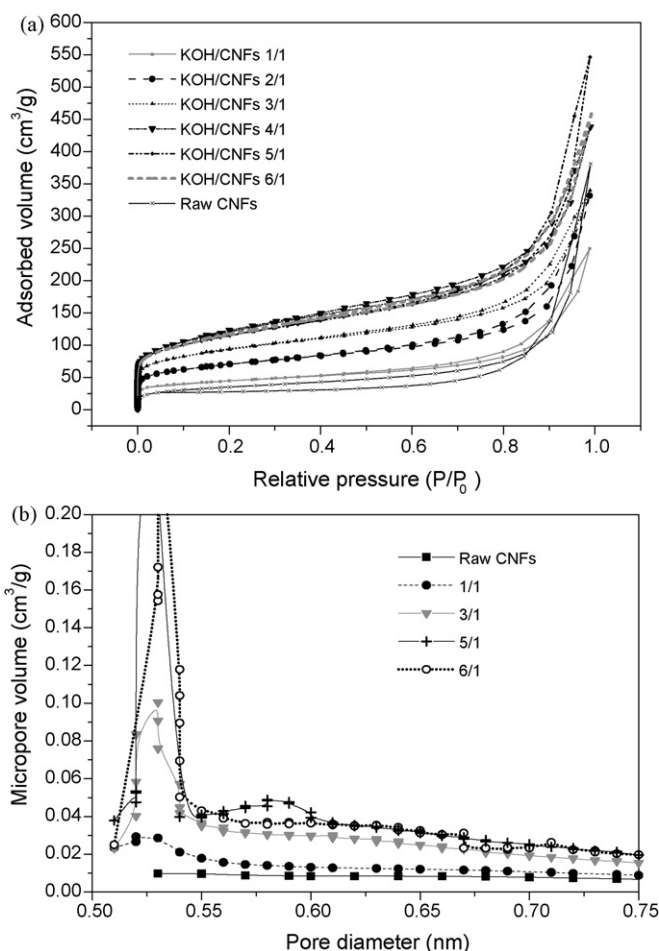 (a)
600
550
500
450
400
350
300
250
200
150
100
50
0
Adsorbed volume (cm³/g)
KOH/CNFs 1/1
KOH/CNFs 2/1
KOH/CNFs 3/1
KOH/CNFs 4/1
KOH/CNFs 5/1
KOH/CNFs 6/1
Raw CNFs
0.0 0.2 0.4 0.6 0.8 1.0
Relative pressure (P/P₀)
(b)
0.20
0.18
0.16
0.14
0.12
0.10
0.08
0.06
0.04
0.02
0.00
Micropore volume (cm³/g)
Raw CNFs
1/1
3/1
5/1
6/1
0.50 0.55 0.60 0.65 0.70 0.75
Pore diameter (nm)